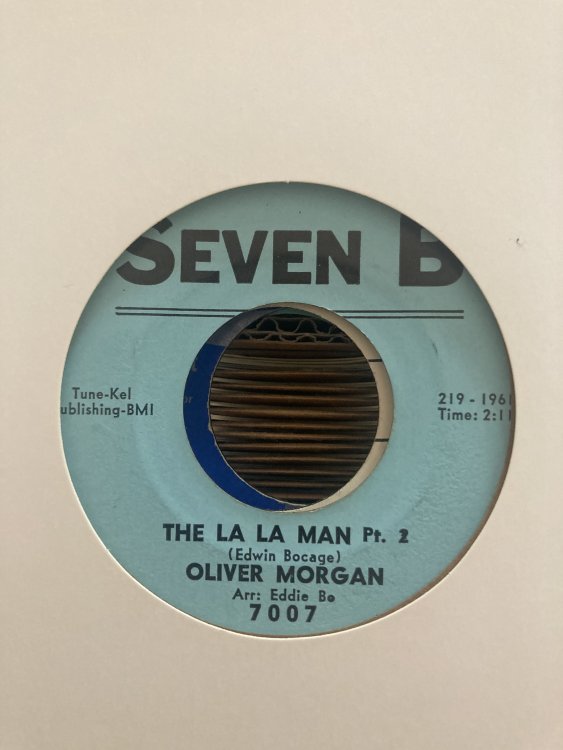 SEVEN B
Tune-Kel
ublishing-BMI
219 - 1961
Time: 2:11
THE LA LA MAN Pt. 2
(Edwin Bocage)
OLIVER MORGAN
Arr: Eddie Bo
7007